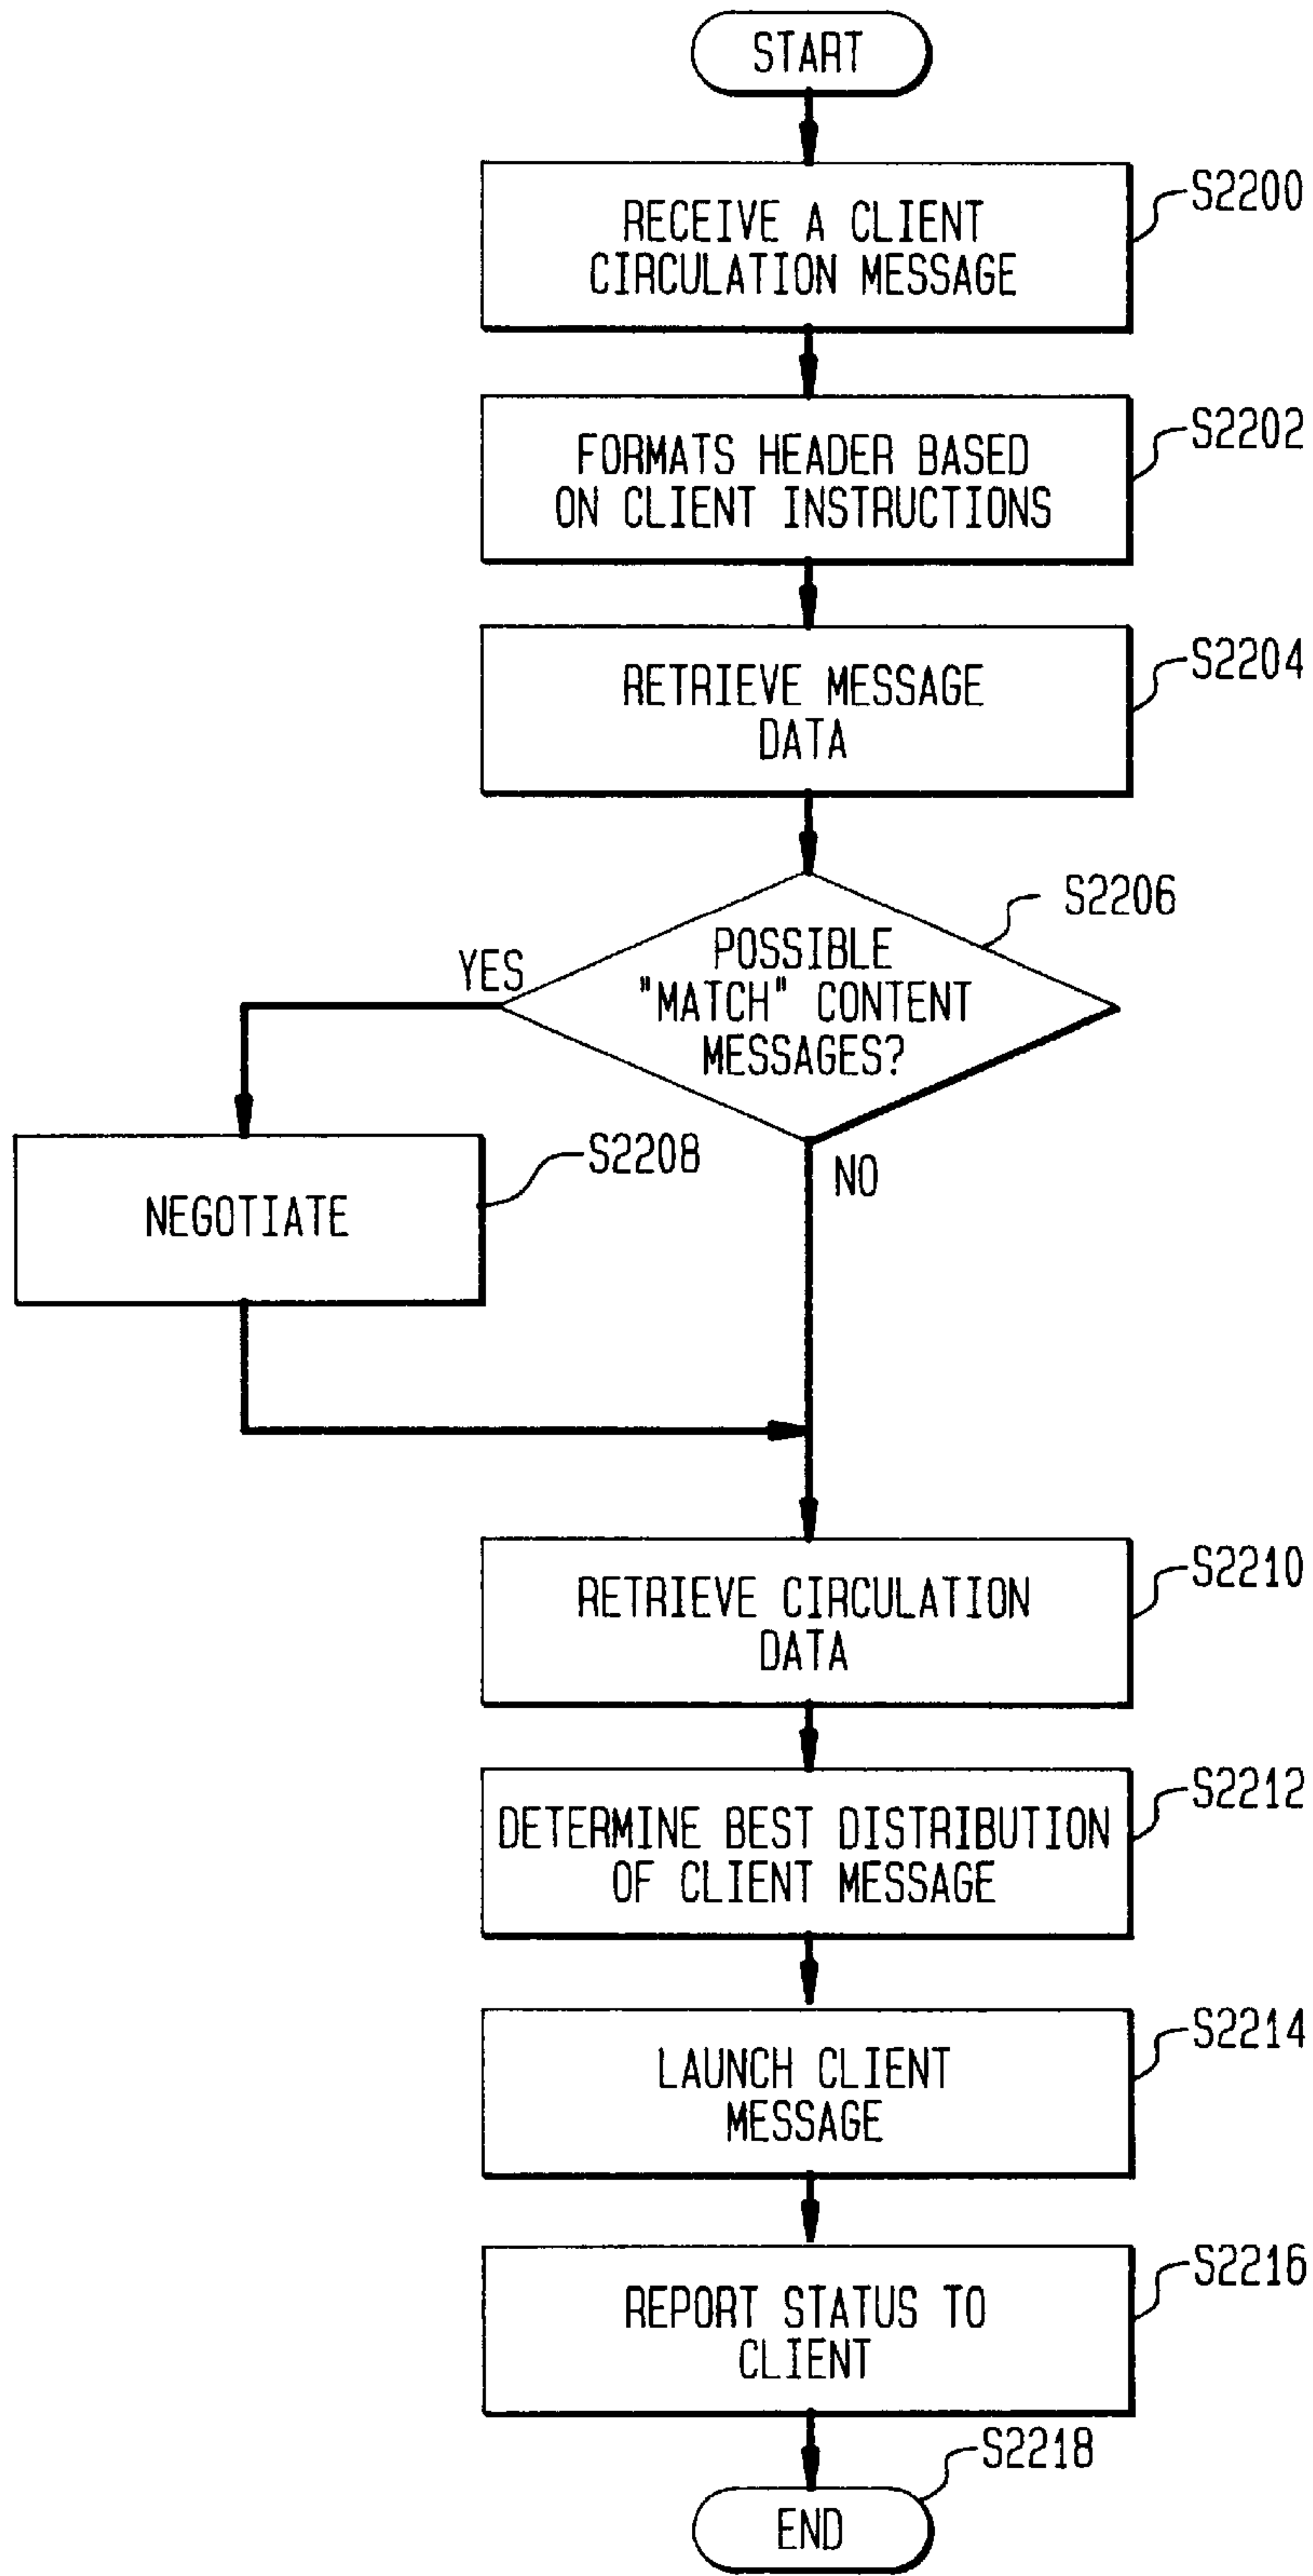 START
RECEIVE A CLIENT
CIRCULATION MESSAGE
S2200
FORMATS HEADER BASED
ON CLIENT INSTRUCTIONS
S2202
RETRIEVE MESSAGE
DATA
S2204
POSSIBLE
"MATCH" CONTENT
MESSAGES?
S2206
YES
NO
NEGOTIATE
S2208
RETRIEVE CIRCULATION
DATA
S2210
DETERMINE BEST DISTRIBUTION
OF CLIENT MESSAGE
S2212
LAUNCH CLIENT
MESSAGE
S2214
REPORT STATUS TO
CLIENT
S2216
END
S2218